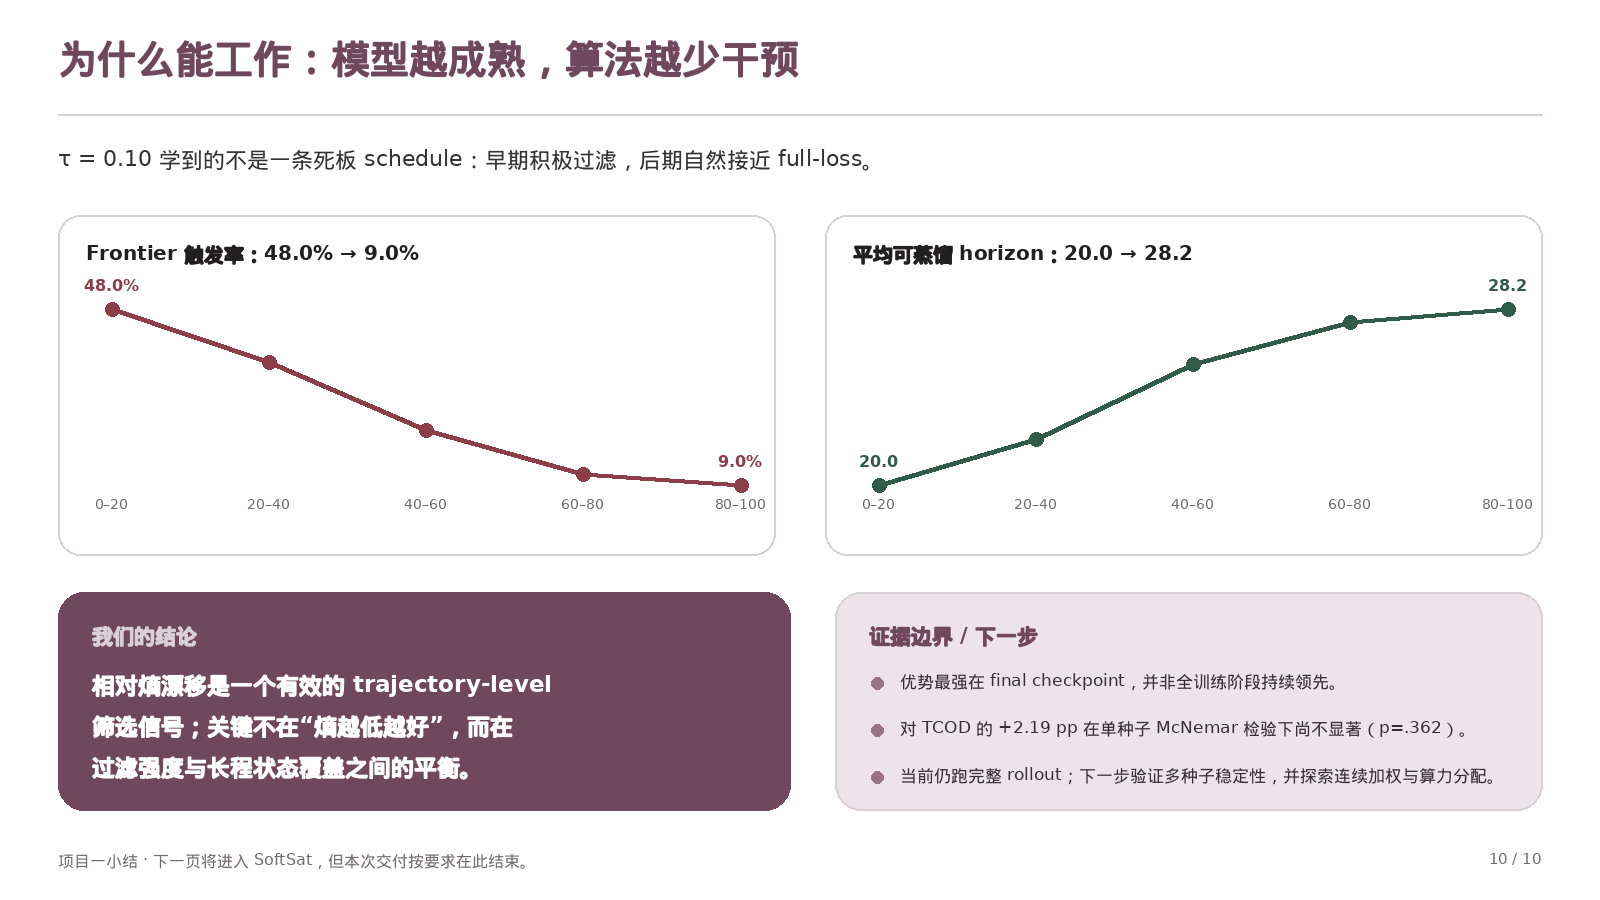 为什么能工作：模型越成熟，算法越少干预
τ = 0.10 学到的不是一条死板 schedule：早期积极过滤，后期自然接近 full-loss。
Frontier 触发率：48.0% → 9.0%
48.0%
9.0%
0–20
20–40
40–60
60–80
80–100
平均可蒸馏 horizon：20.0 → 28.2
28.2
20.0
0–20
20–40
40–60
60–80
80–100
我们的结论
相对熵漂移是一个有效的 trajectory-level
筛选信号；关键不在“熵越低越好”，而在
过滤强度与长程状态覆盖之间的平衡。
证据边界 / 下一步
优势最强在 final checkpoint，并非全训练阶段持续领先。
对 TCOD 的 +2.19 pp 在单种子 McNemar 检验下尚不显著（p=.362）。
当前仍跑完整 rollout；下一步验证多种子稳定性，并探索连续加权与算力分配。
项目一小结 · 下一页将进入 SoftSat，但本次交付按要求在此结束。
10 / 10